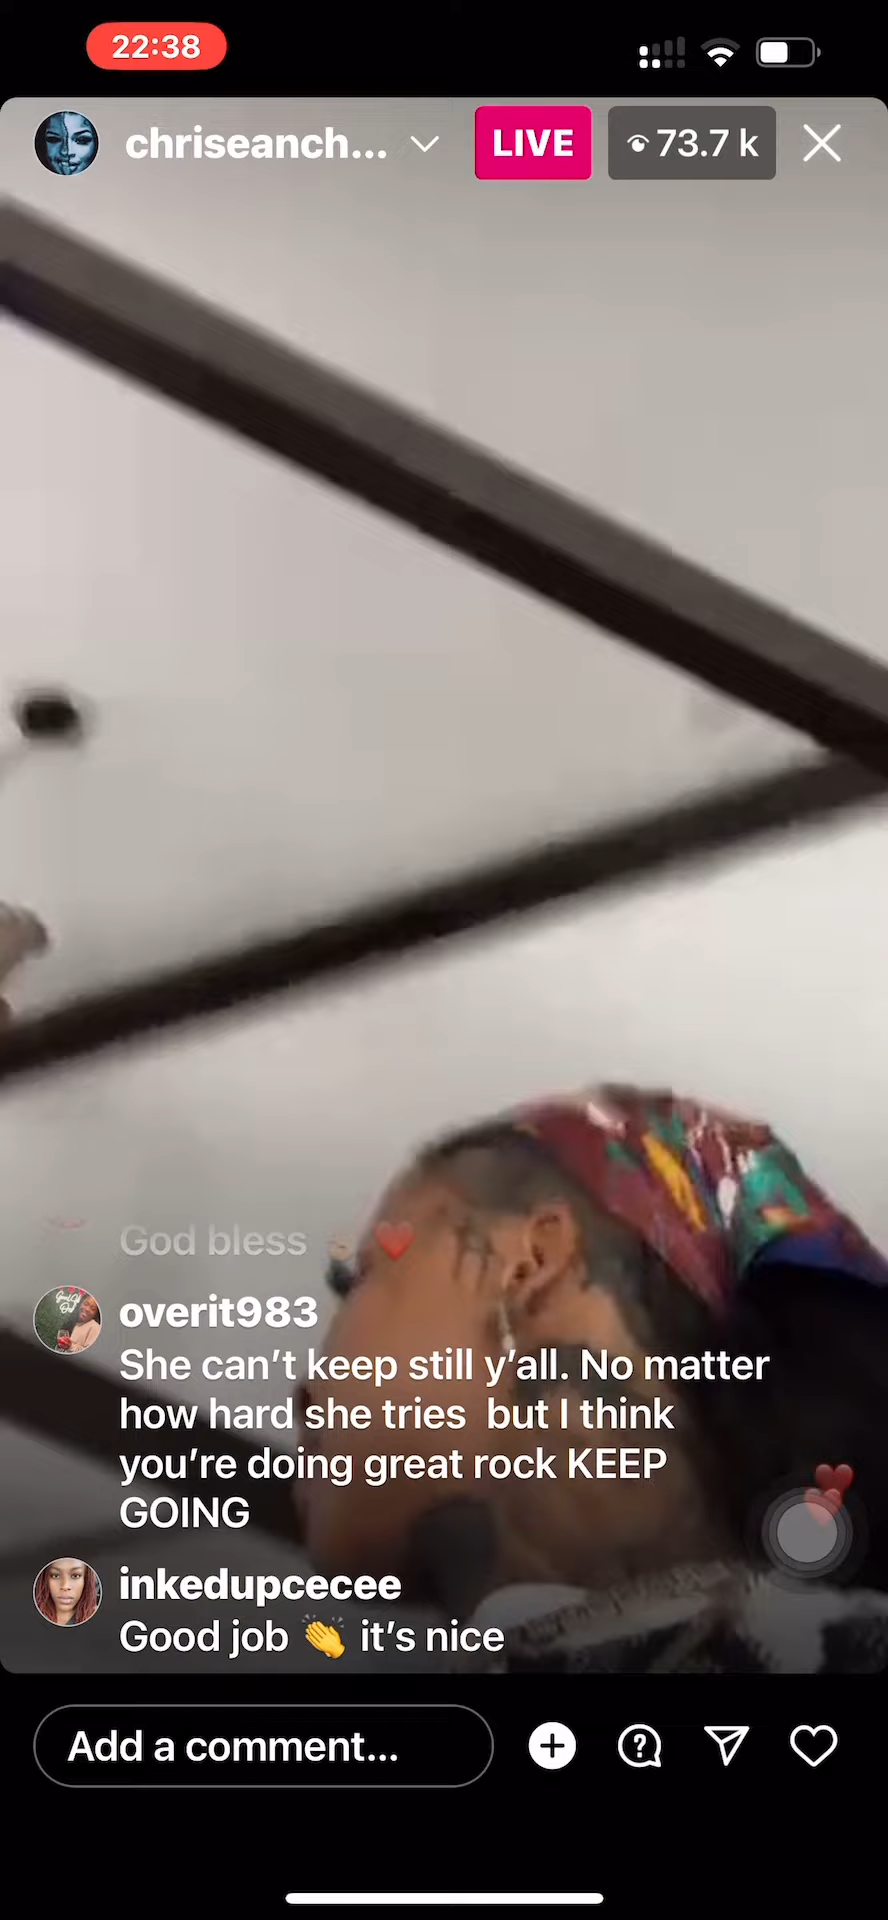 22:38
chriseanch...
LIVE
73.7 k
God bless
overit983
She can’t keep still y’all. No matter
how hard she tries but I think
you’re doing great rock KEEP
GOING
inkedupcecee
Good job 👏 it’s nice
Add a comment...